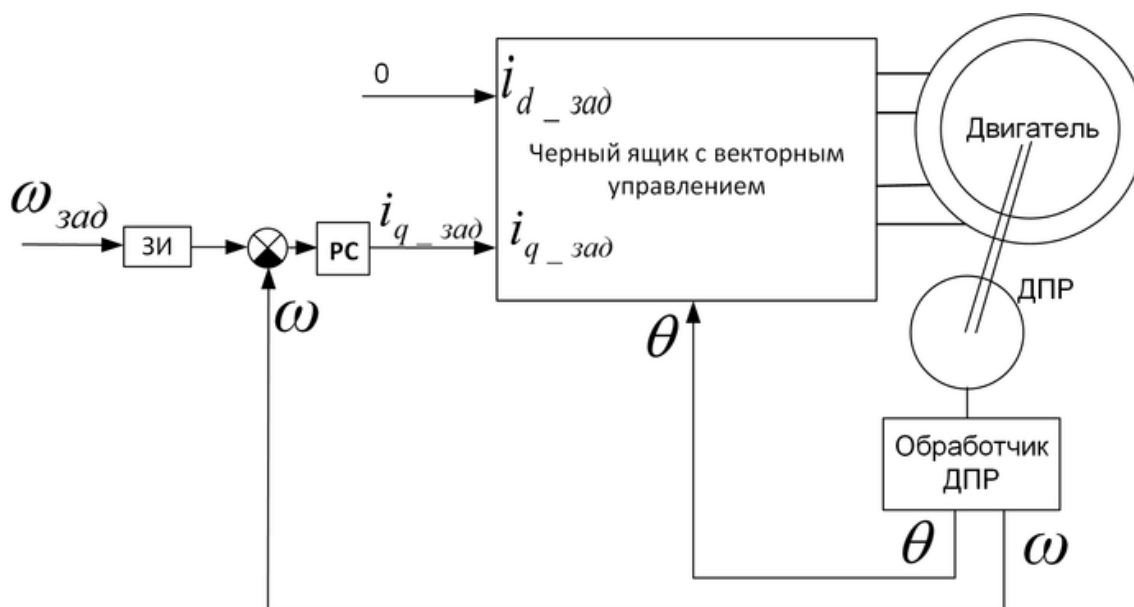 0
i_d_зад
Двигатель
Черный ящик с векторным
управлением
ω_зад
i_q_зад
i_q_зад
ЗИ
РС
ДПР
ω
θ
Обработчик
ДПР
θ
ω